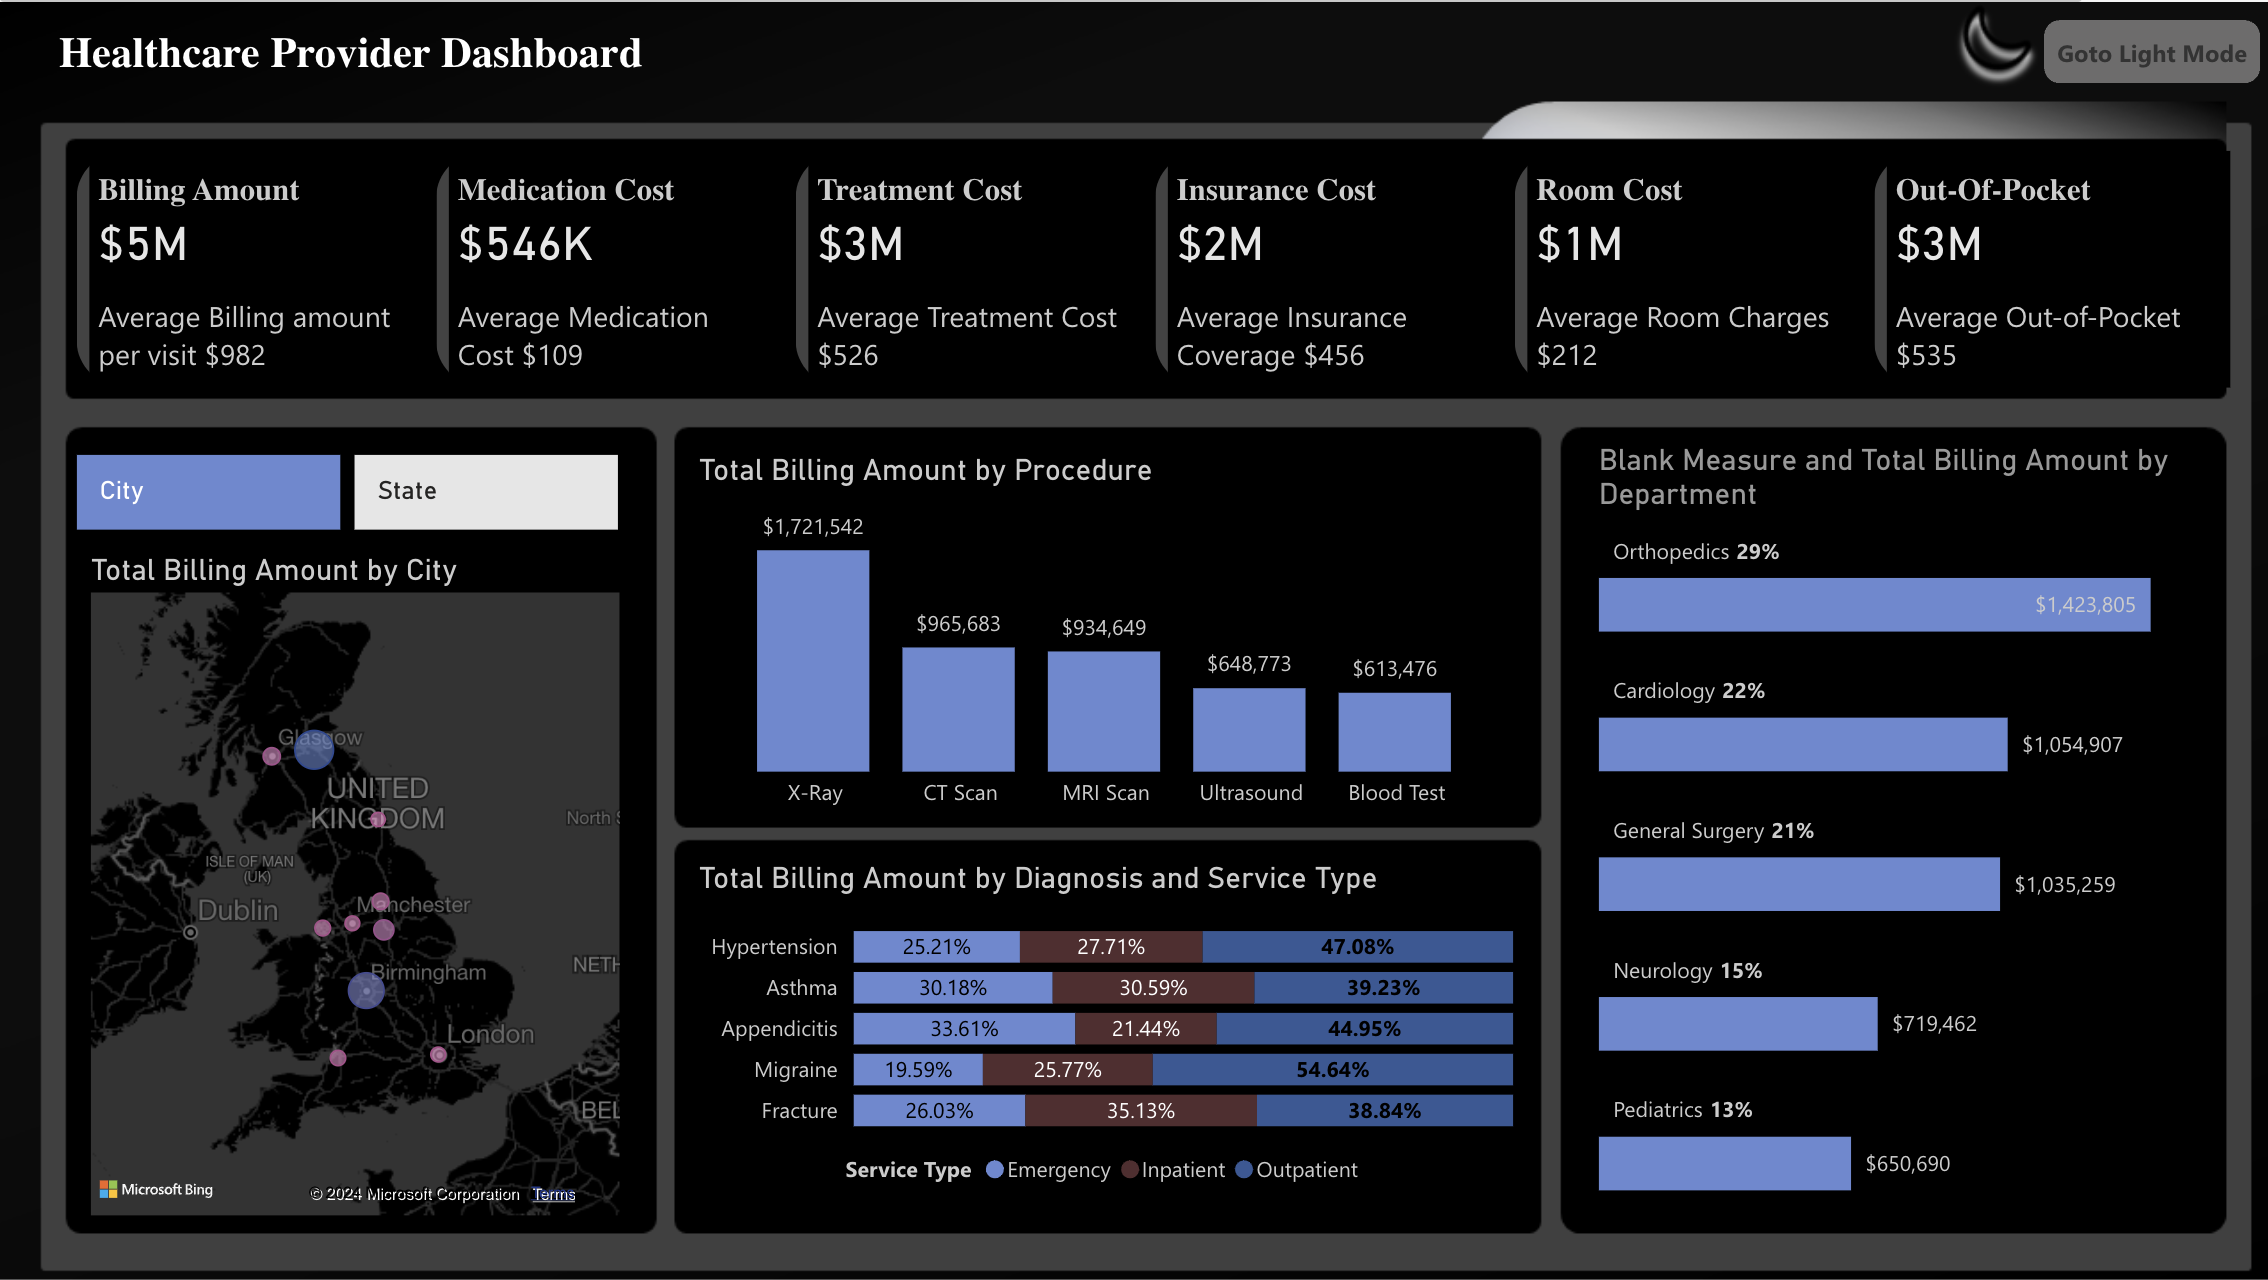 Healthcare Provider Dashboard
Goto Light Mode
Billing Amount
$5M
Average Billing amount
per visit $982
Medication Cost
$546K
Average Medication
Cost $109
Treatment Cost
$3M
Average Treatment Cost
$526
Insurance Cost
$2M
Average Insurance
Coverage $456
Room Cost
$1M
Average Room Charges
$212
Out-Of-Pocket
$3M
Average Out-of-Pocket
$535
City
State
Total Billing Amount by City
Glasgow
UNITED
KINGDOM
North S
ISLE OF MAN
(UK)
Dublin
Manchester
Birmingham
NETH
London
BEL
Microsoft Bing
© 2024 Microsoft Corporation Terms
Total Billing Amount by Procedure
$1,721,542
$965,683
$934,649
$648,773
$613,476
X-Ray
CT Scan
MRI Scan
Ultrasound
Blood Test
Total Billing Amount by Diagnosis and Service Type
Hypertension 25.21% 27.71% 47.08%
Asthma 30.18% 30.59% 39.23%
Appendicitis 33.61% 21.44% 44.95%
Migraine 19.59% 25.77% 54.64%
Fracture 26.03% 35.13% 38.84%
Service Type Emergency Inpatient Outpatient
Blank Measure and Total Billing Amount by
Department
Orthopedics 29%
$1,423,805
Cardiology 22%
$1,054,907
General Surgery 21%
$1,035,259
Neurology 15%
$719,462
Pediatrics 13%
$650,690